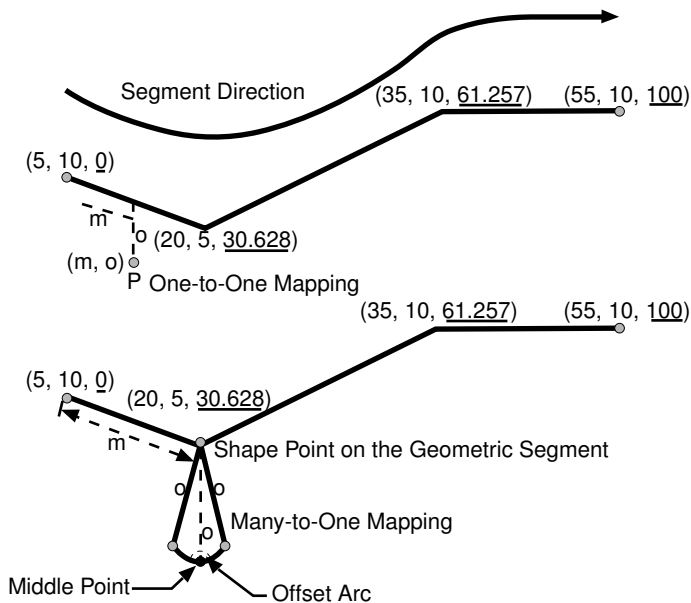 Segment Direction
(35, 10, 61.257) (55, 10, 100)
(5, 10, 0)
m
o (20, 5, 30.628)
(m, o)
P One-to-One Mapping
(35, 10, 61.257) (55, 10, 100)
(5, 10, 0)
(20, 5, 30.628)
m
Shape Point on the Geometric Segment
o o
o Many-to-One Mapping
Middle Point Offset Arc